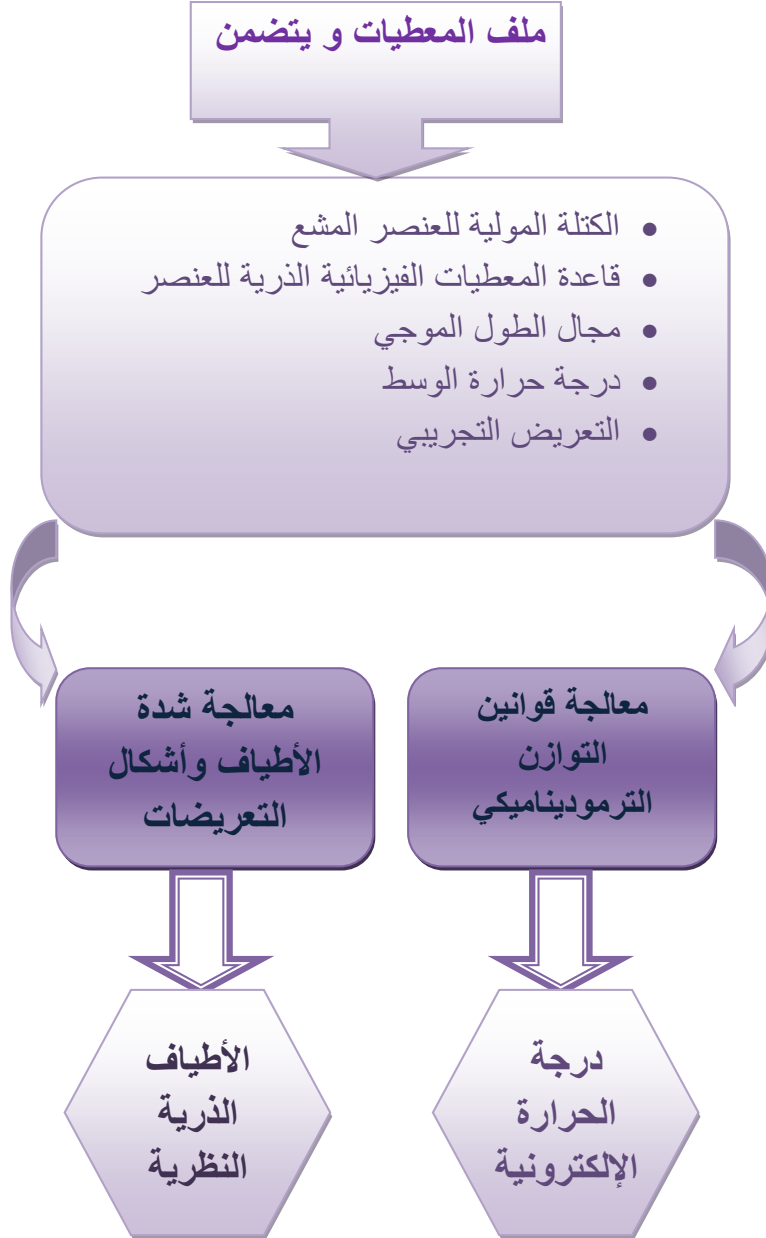 ملف المعطيات و يتضمن
• الكتلة المولية للعنصر المشع
• قاعدة المعطيات الفيزيائية الذرية للعنصر
• مجال الطول الموجي
• درجة حرارة الوسط
• التعريض التجريبي
معالجة قوانين
التوازن
الترموديناميكي
معالجة شدة
الأطياف وأشكال
التعريضات
درجة
الحرارة
الإلكترونية
الأطياف
الذرية
النظرية